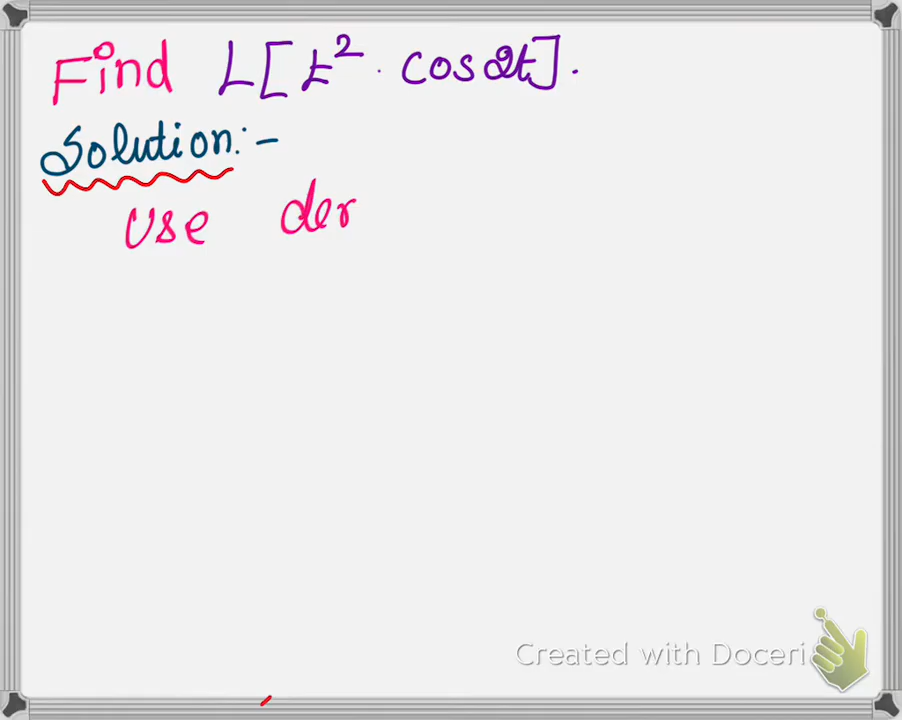 Find L[t² · cos2t].
Solution:-
Use der
Created with Doceri